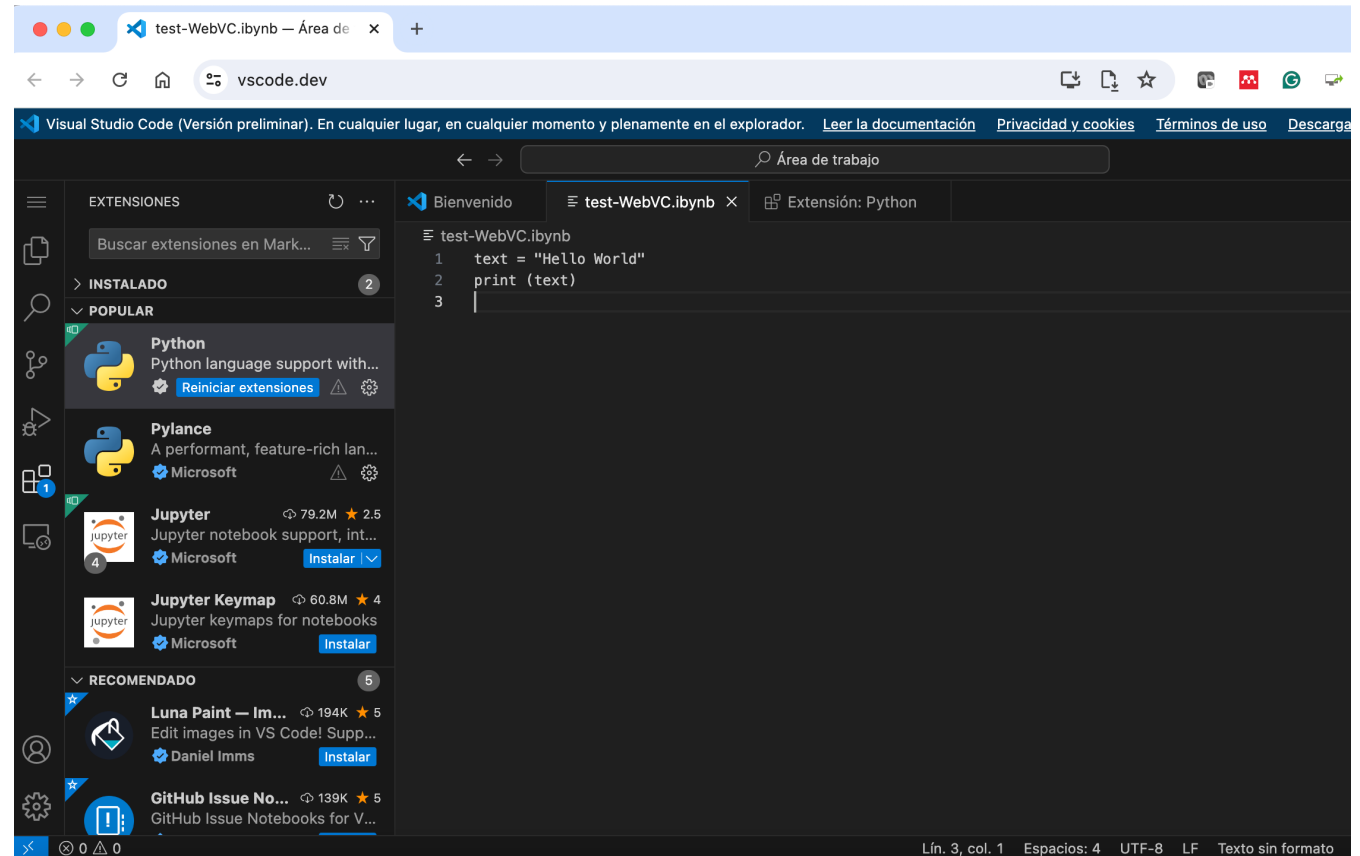 test-WebVC.ibynb — Área de
vscode.dev
Visual Studio Code (Versión preliminar). En cualquier lugar, en cualquier momento y plenamente en el explorador. Leer la documentación Privacidad y cookies Términos de uso Descarga
Área de trabajo
EXTENSIONES
Bienvenido test-WebVC.ibynb Extensión: Python
Buscar extensiones en Mark...
test-WebVC.ibynb
1 text = "Hello World"
2 print (text)
3
INSTALADO 2
POPULAR
Python
Python language support with...
Reiniciar extensiones
Pylance
A performant, feature-rich lan...
Microsoft
1
Jupyter 79.2M ★ 2.5
Jupyter notebook support, int...
Microsoft Instalar
jupyter
4
Jupyter Keymap 60.8M ★ 4
Jupyter keymaps for notebooks
Microsoft Instalar
jupyter
RECOMENDADO 5
Luna Paint — Im... 194K ★ 5
Edit images in VS Code! Supp...
Daniel Imms Instalar
GitHub Issue No... 139K ★ 5
GitHub Issue Notebooks for V...
0 0 Lín. 3, col. 1 Espacios: 4 UTF-8 LF Texto sin formato